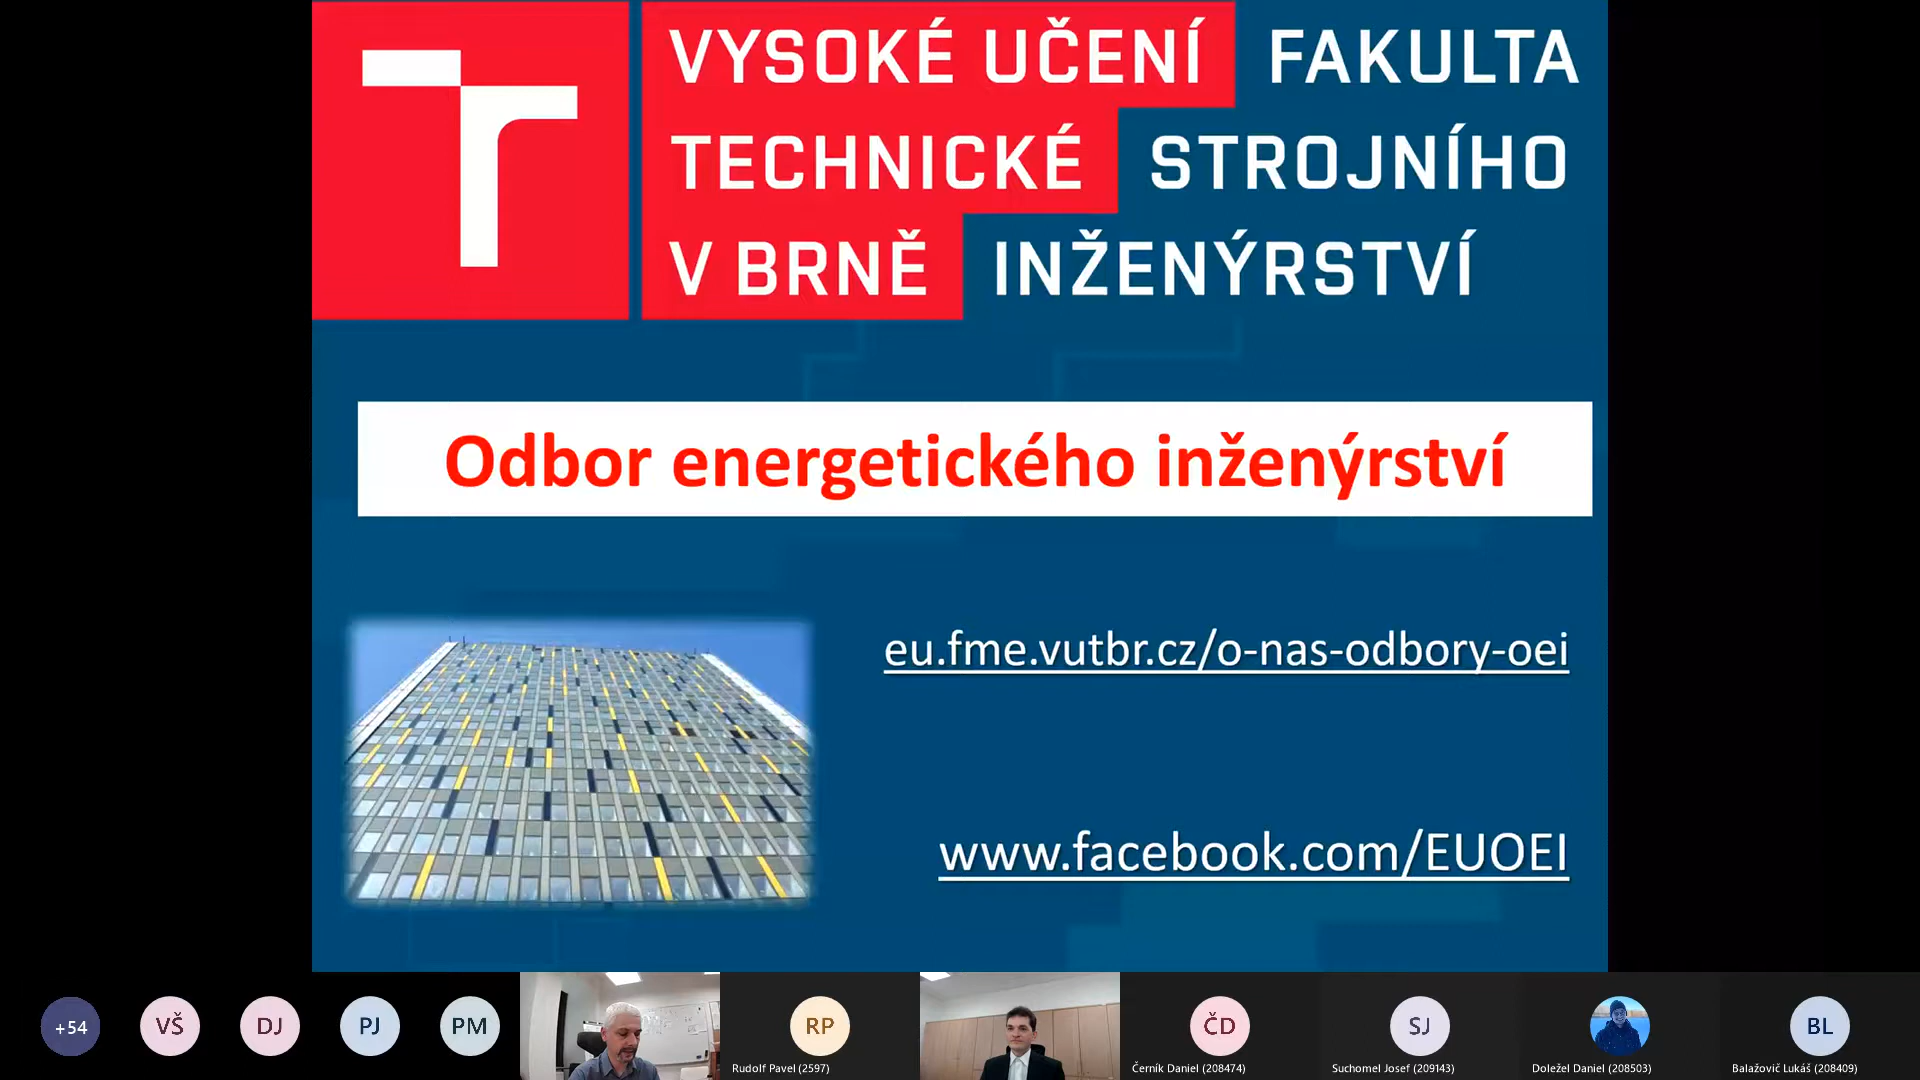 VYSOKÉ UČENÍ FAKULTA
TECHNICKÉ STROJNÍHO
V BRNĚ INŽENÝRSTVÍ
Odbor energetického inženýrství
eu.fme.vutbr.cz/o-nas-odbory-oei
www.facebook.com/EUOEI
+54
VŠ
DJ
PJ
PM
RP
Rudolf Pavel (2597)
ČD
Černík Daniel (208474)
SJ
Suchomel Josef (209143)
Doležel Daniel (208503)
BL
Balažovič Lukáš (208409)